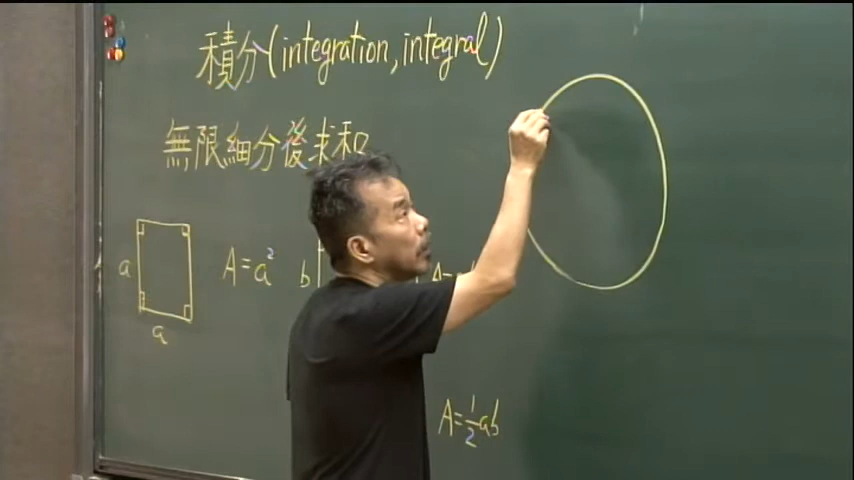 積分(integration, integral)
無限細分後求和
a
A=a²
b
a
A=½ab